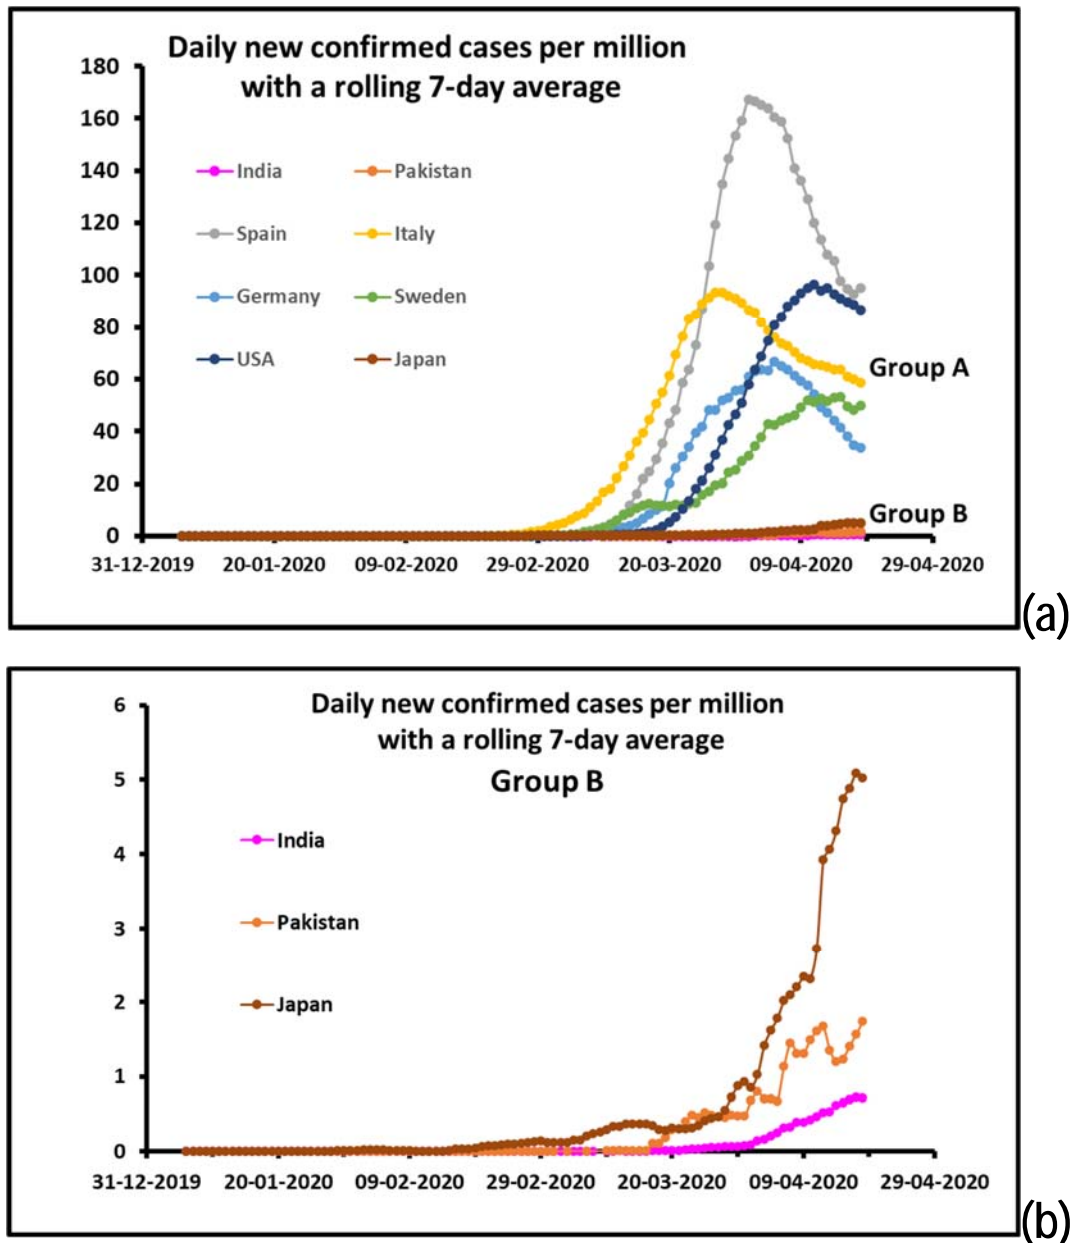 Daily new confirmed cases per million
with a rolling 7-day average
180
160
140
120
100
80
60
40
20
0
India Pakistan
Spain Italy
Germany Sweden
USA Japan
Group A
Group B
31-12-2019 20-01-2020 09-02-2020 29-02-2020 20-03-2020 09-04-2020 29-04-2020
(a)
Daily new confirmed cases per million
with a rolling 7-day average
Group B
6
5
4
3
2
1
0
India
Pakistan
Japan
31-12-2019 20-01-2020 09-02-2020 29-02-2020 20-03-2020 09-04-2020 29-04-2020
(b)